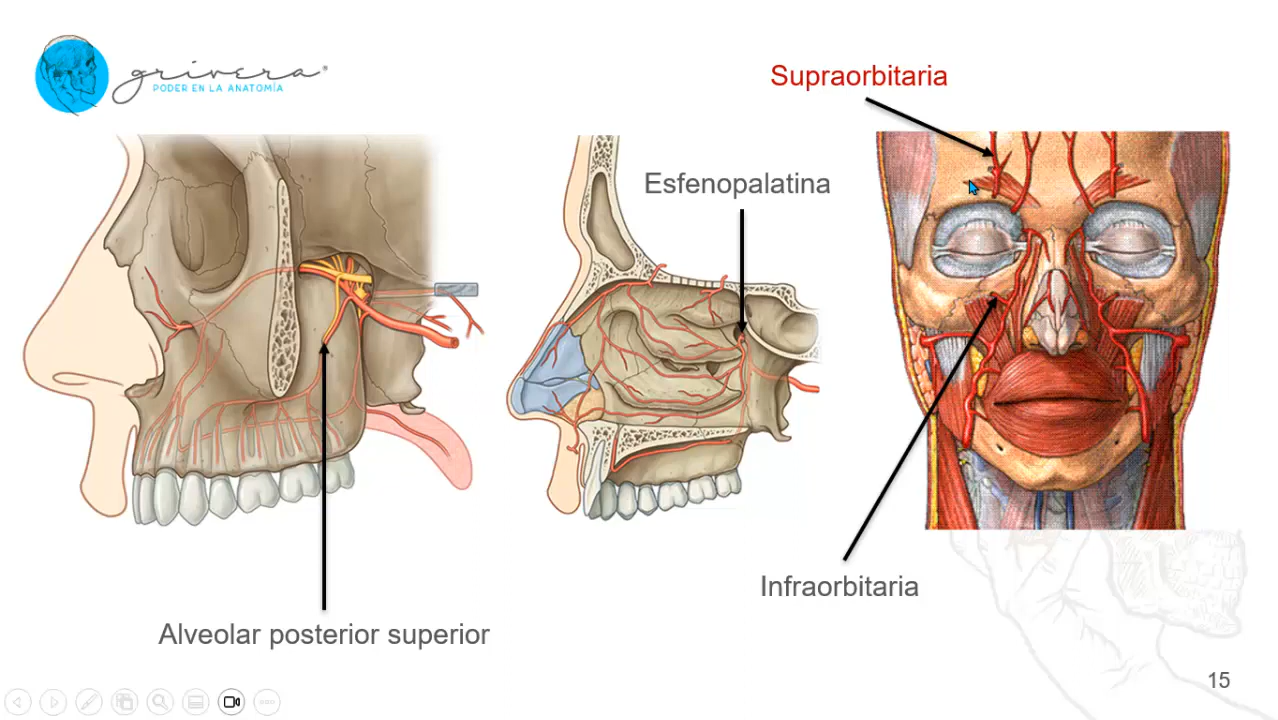 grivera®
PODER EN LA ANATOMÍA
Supraorbitaria
Esfenopalatina
Infraorbitaria
Alveolar posterior superior
15